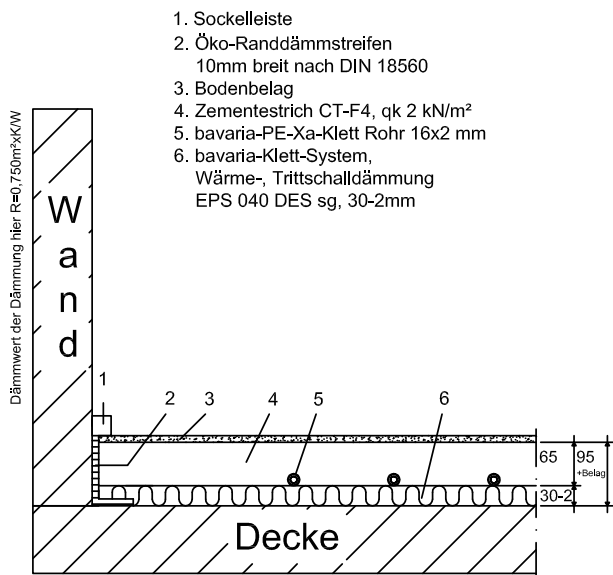 1. Sockelleiste
2. Öko-Randdämmstreifen
10mm breit nach DIN 18560
3. Bodenbelag
4. Zementestrich CT-F4, qk 2 kN/m²
5. bavaria-PE-Xa-Klett Rohr 16x2 mm
6. bavaria-Klett-System,
Wärme-, Trittschalldämmung
EPS 040 DES sg, 30-2mm
Dämmwert der Dämmung hier R=0,750m²xK/W
Wand
1
2
3
4
5
6
65
95
+Belag
30-2
Decke